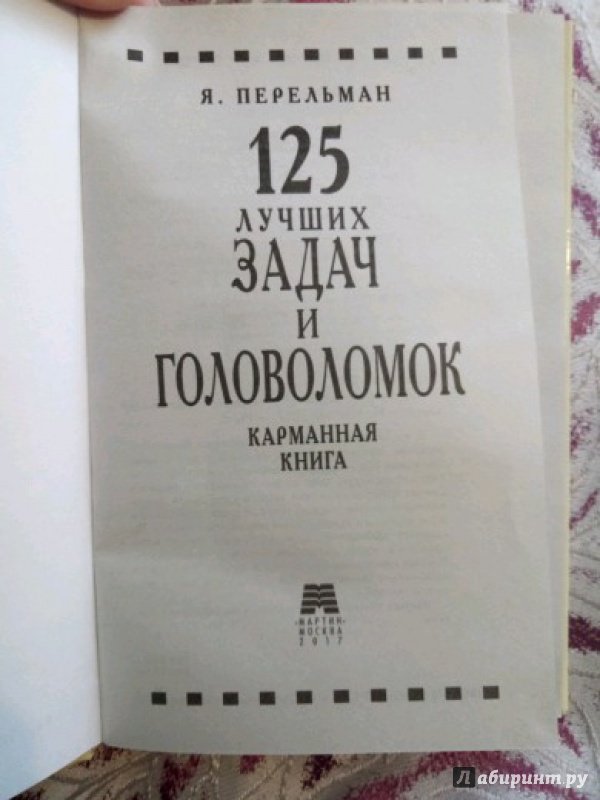 Я. ПЕРЕЛЬМАН
125
ЛУЧШИХ
ЗАДАЧ
И
ГОЛОВОЛОМОК
КАРМАННАЯ
КНИГА
«МАРТИН»
МОСКВА
2017
Лабиринт.ру